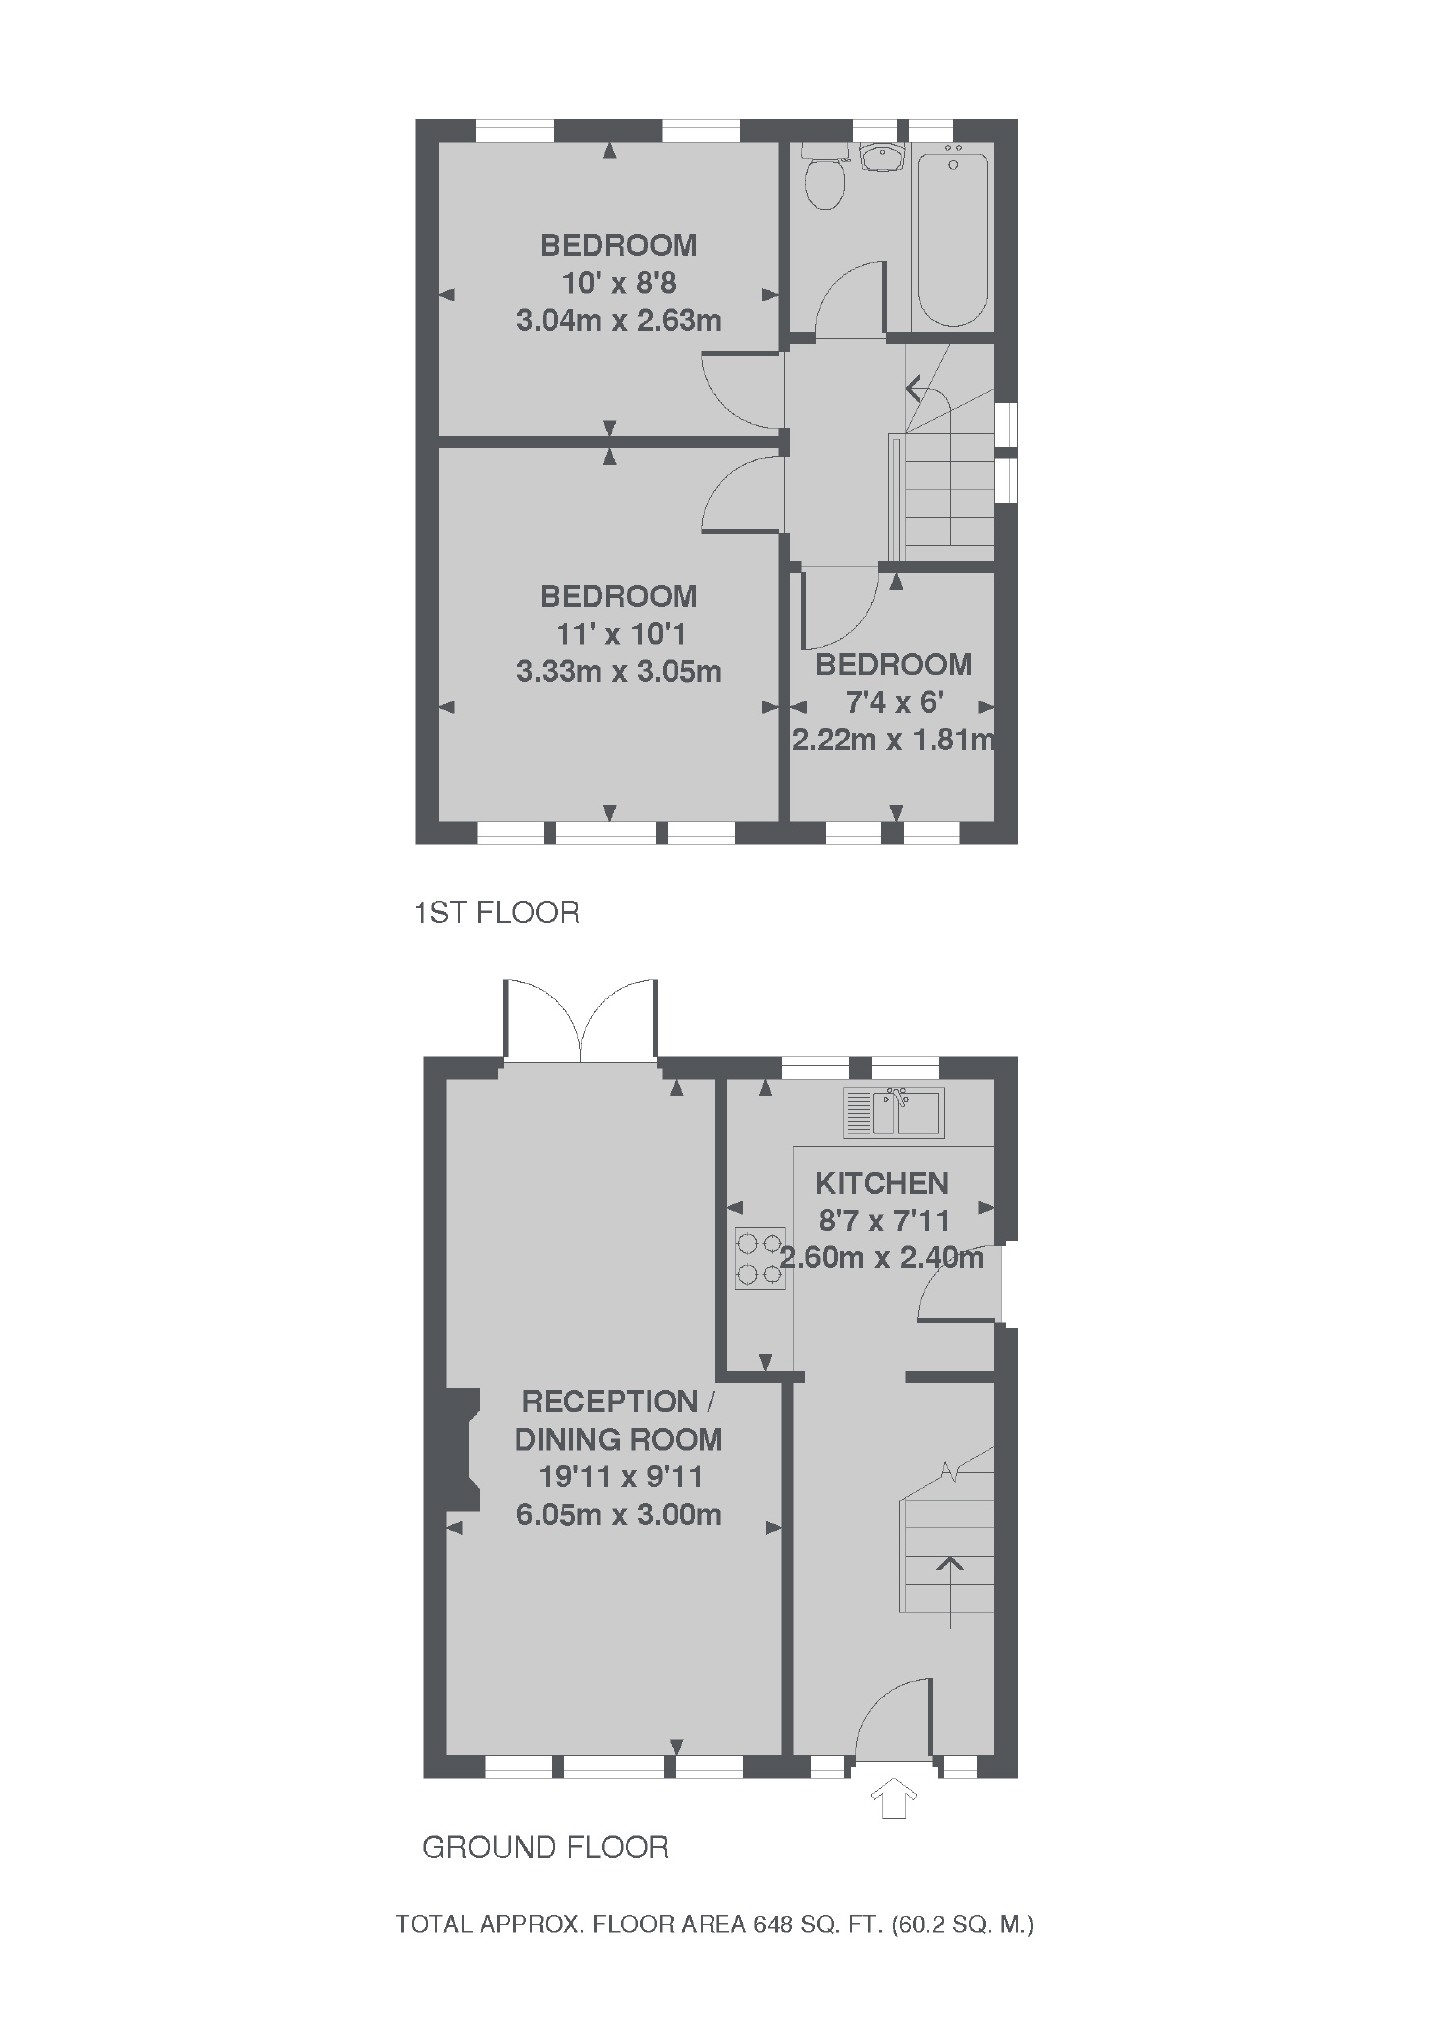 BEDROOM
10' x 8'8
3.04m x 2.63m
BEDROOM
11' x 10'1
3.33m x 3.05m
BEDROOM
7'4 x 6'
2.22m x 1.81m
1ST FLOOR
KITCHEN
8'7 x 7'11
2.60m x 2.40m
RECEPTION /
DINING ROOM
19'11 x 9'11
6.05m x 3.00m
GROUND FLOOR
TOTAL APPROX. FLOOR AREA 648 SQ. FT. (60.2 SQ. M.)